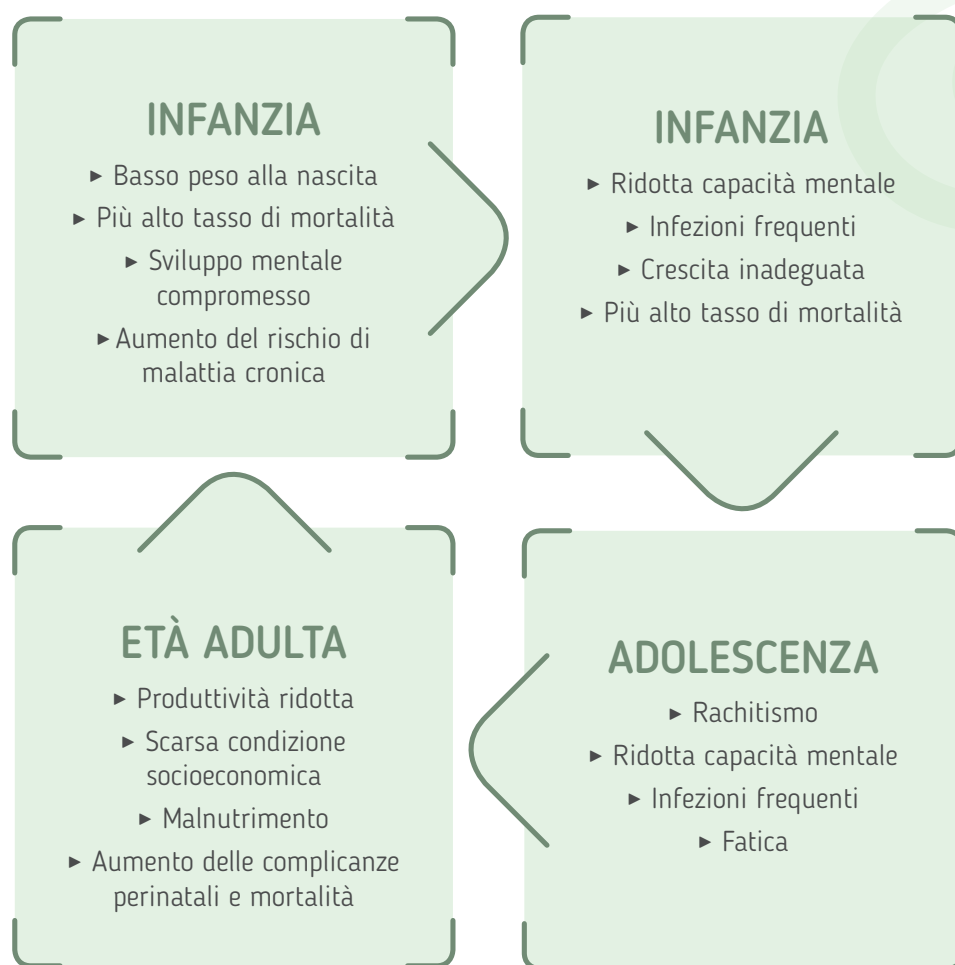 INFANZIA
▸ Basso peso alla nascita
▸ Più alto tasso di mortalità
▸ Sviluppo mentale
compromesso
▸ Aumento del rischio di
malattia cronica
INFANZIA
▸ Ridotta capacità mentale
▸ Infezioni frequenti
▸ Crescita inadeguata
▸ Più alto tasso di mortalità
ETÀ ADULTA
▸ Produttività ridotta
▸ Scarsa condizione
socioeconomica
▸ Malnutrimento
▸ Aumento delle complicanze
perinatali e mortalità
ADOLESCENZA
▸ Rachitismo
▸ Ridotta capacità mentale
▸ Infezioni frequenti
▸ Fatica